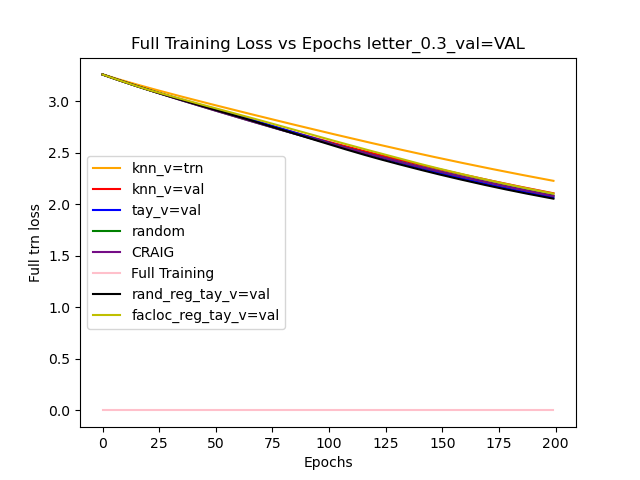 Full Training Loss vs Epochs letter_0.3_val=VAL
Full trn loss
3.0
2.5
2.0
1.5
1.0
0.5
0.0
knn_v=trn
knn_v=val
tay_v=val
random
CRAIG
Full Training
rand_reg_tay_v=val
facloc_reg_tay_v=val
0 25 50 75 100 125 150 175 200
Epochs